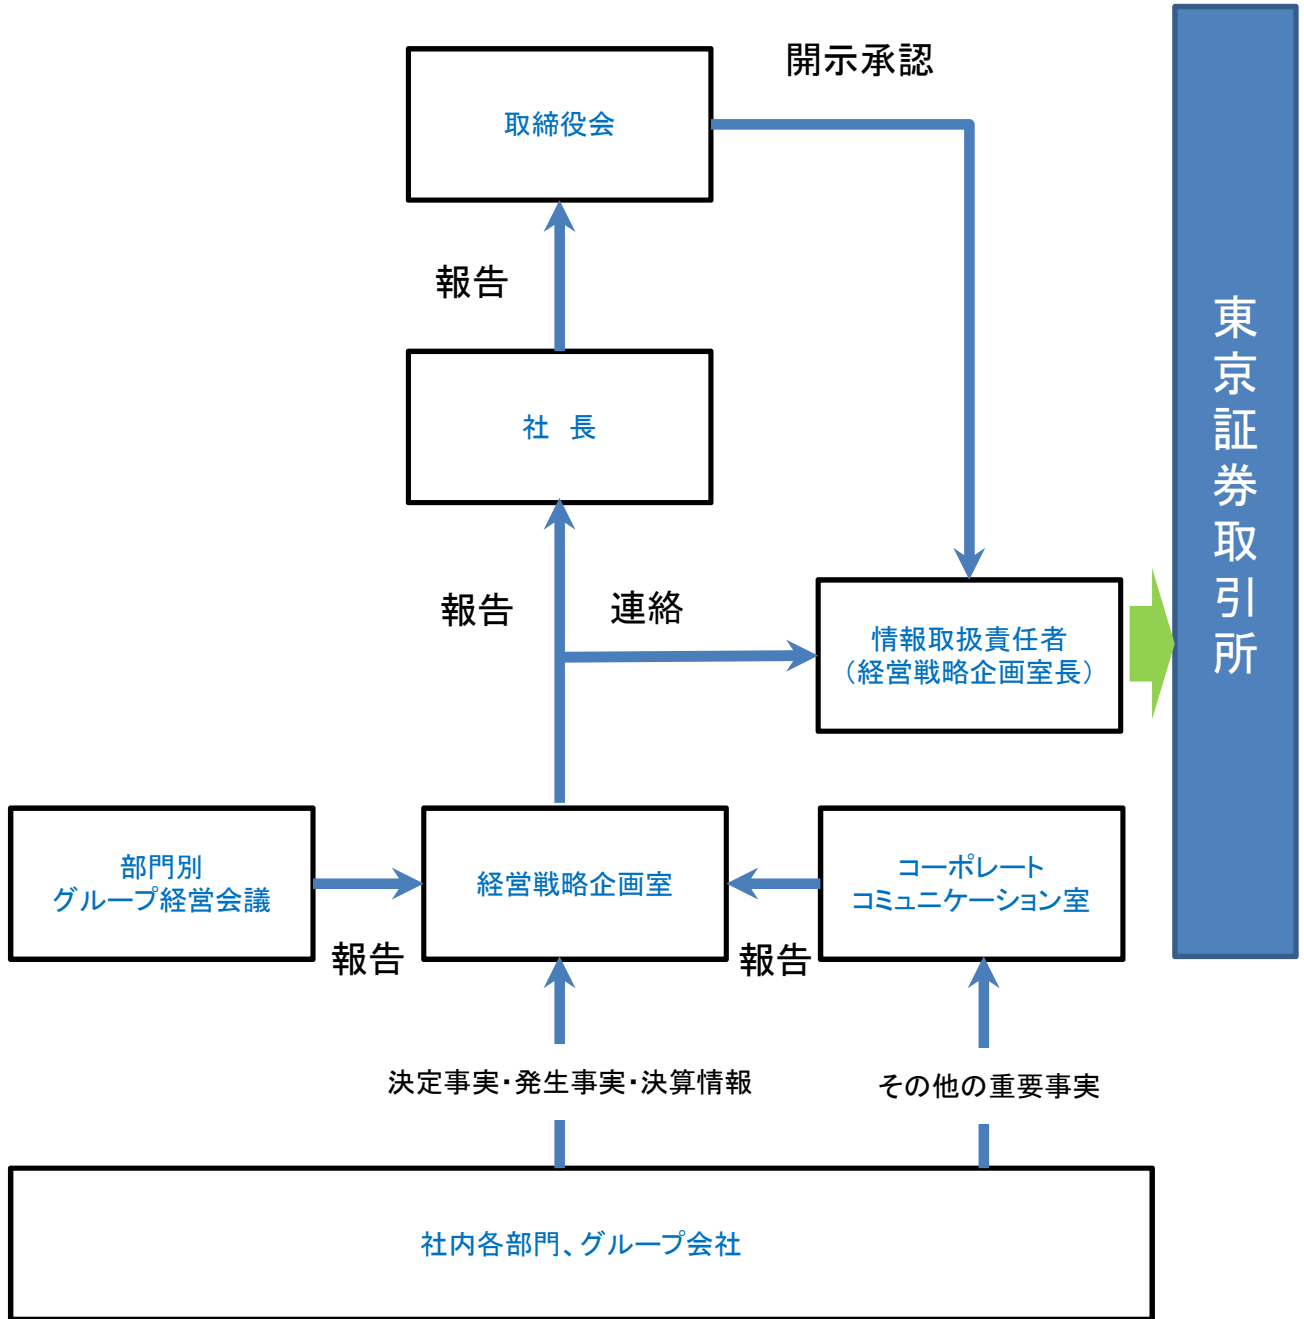 開示承認
取締役会
報告
社　長
報告
連絡
情報取扱責任者
（経営戦略企画室長）
東京証券取引所
部門別
グループ経営会議
報告
経営戦略企画室
報告
コーポレート
コミュニケーション室
決定事実・発生事実・決算情報
その他の重要事実
社内各部門、グループ会社